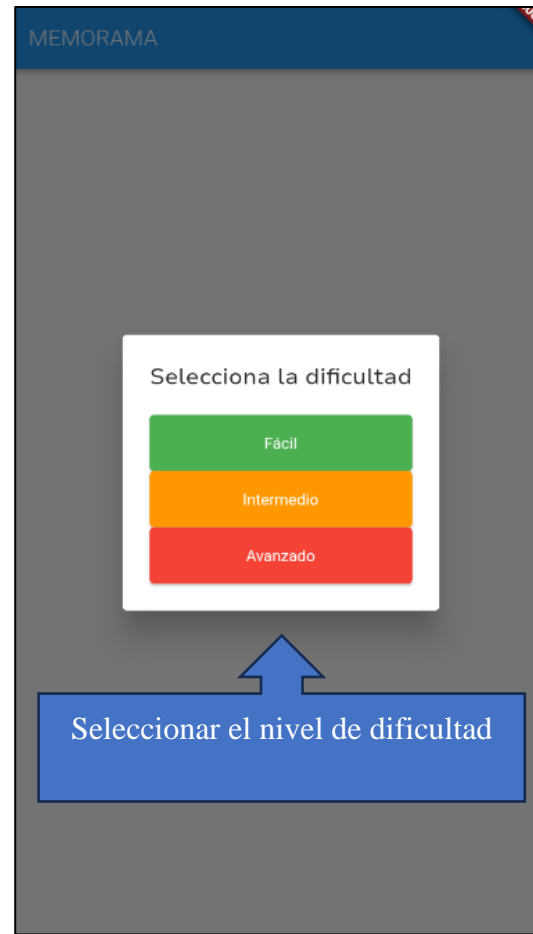 MEMORAMA
Selecciona la dificultad
Fácil
Intermedio
Avanzado
Seleccionar el nivel de dificultad